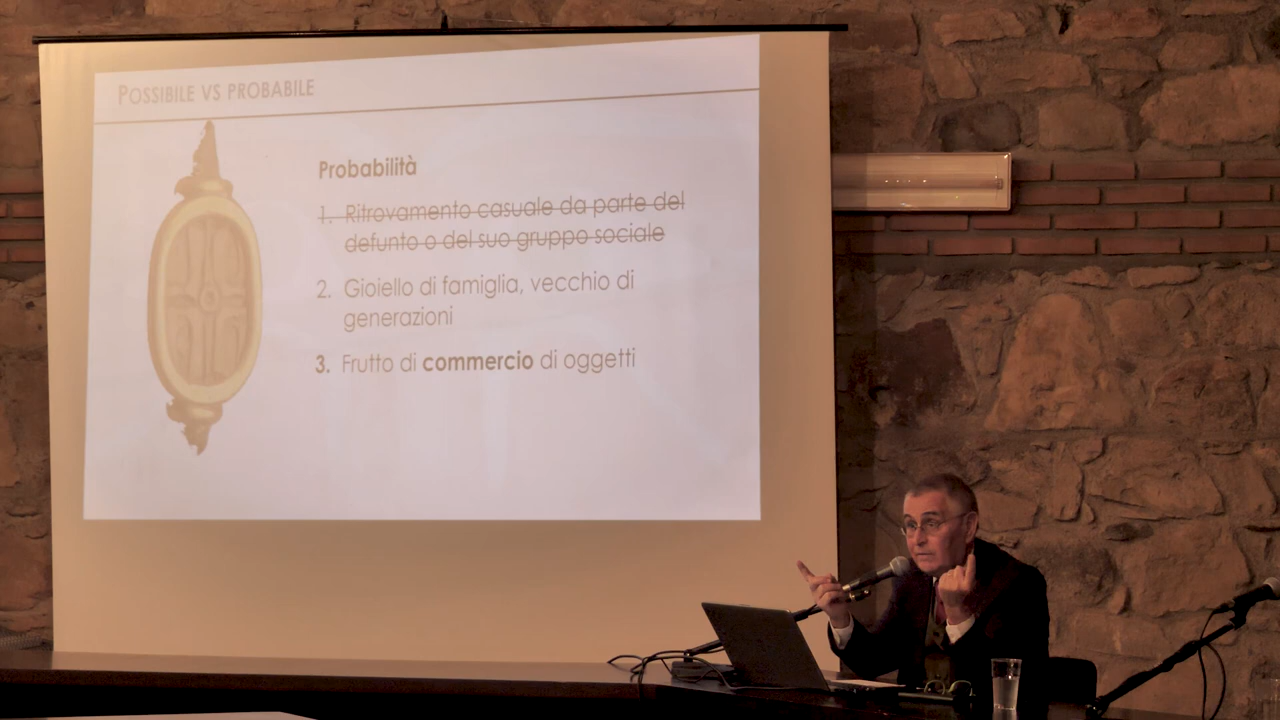 POSSIBILE VS PROBABILE
Probabilità
1. Ritrovamento casuale da parte del
defunto o del suo gruppo sociale
2. Gioiello di famiglia, vecchio di
generazioni
3. Frutto di commercio di oggetti